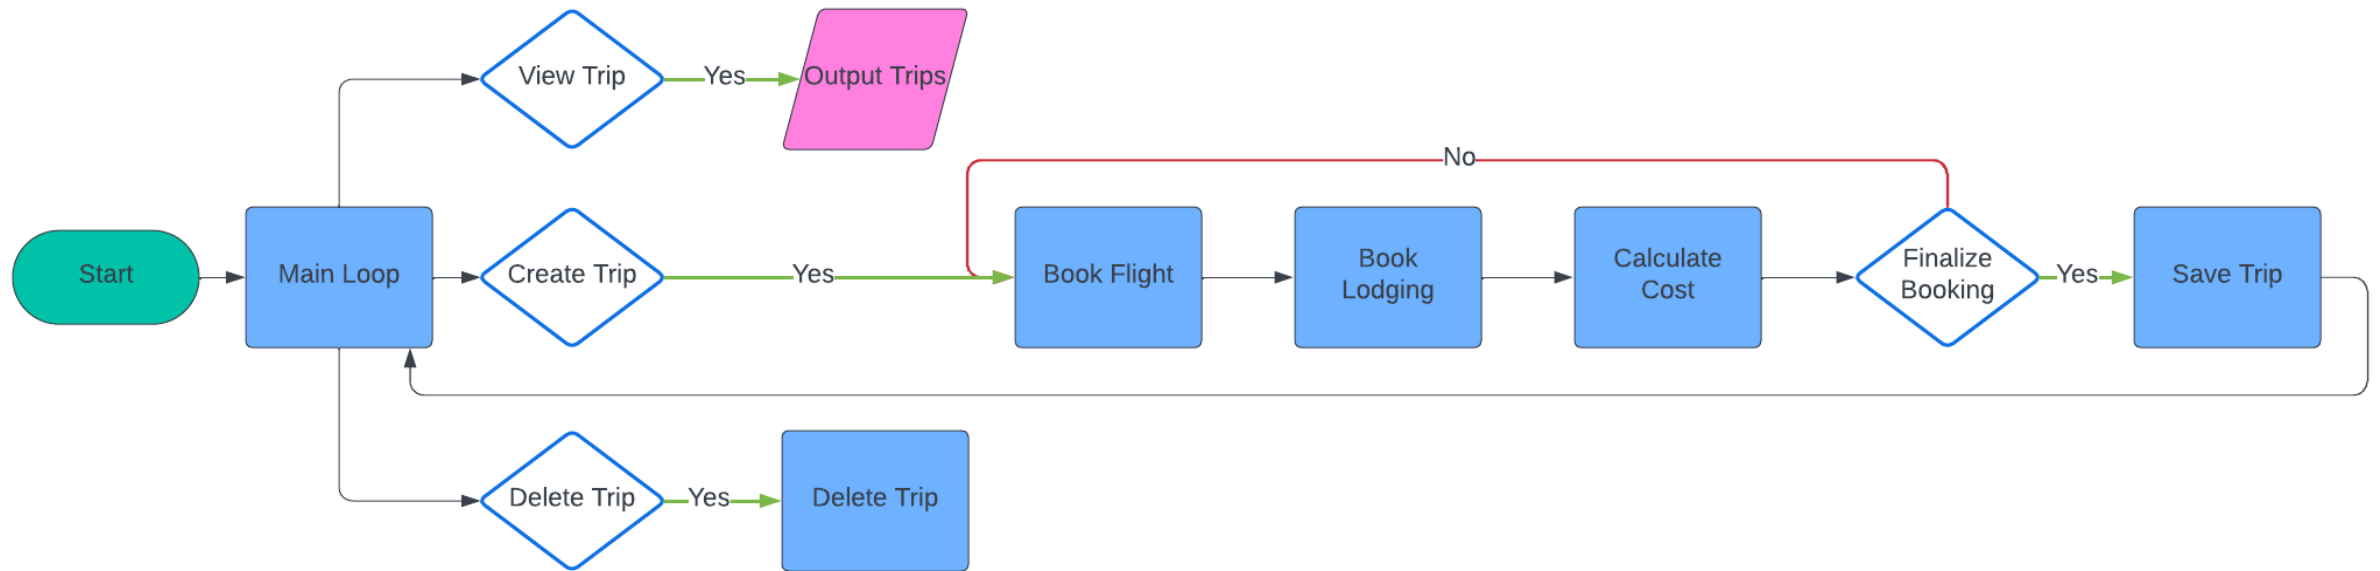 View Trip
Yes
Output Trips
No
Start
Main Loop
Create Trip
Yes
Book Flight
Book
Lodging
Calculate
Cost
Finalize
Booking
Yes
Save Trip
Delete Trip
Yes
Delete Trip